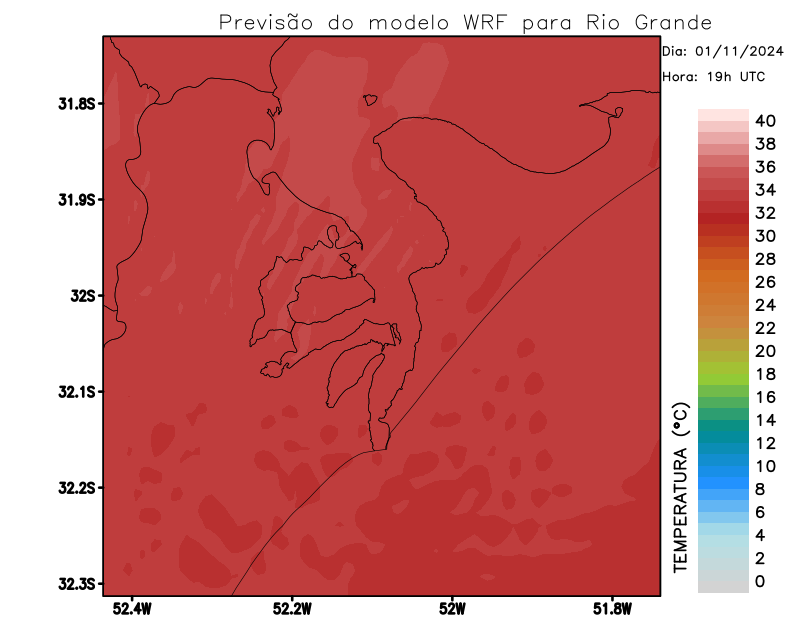 Previsão do modelo WRF para Rio Grande
Dia: 01/11/2024
Hora: 19h UTC
31.8S
31.9S
32S
32.1S
32.2S
32.3S
52.4W
52.2W
52W
51.8W
TEMPERATURA (°C)
40
38
36
34
32
30
28
26
24
22
20
18
16
14
12
10
8
6
4
2
0